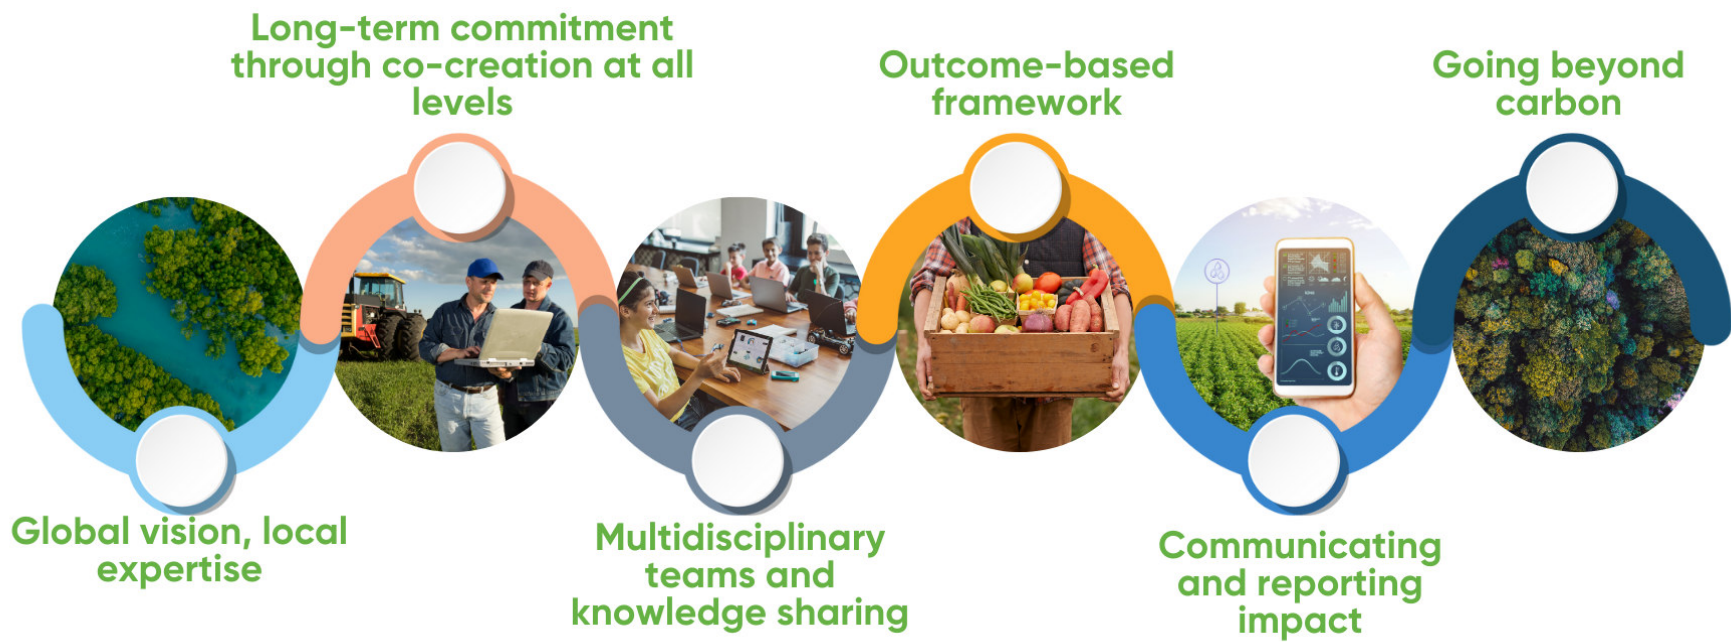 Global vision, local
expertise
Long-term commitment
through co-creation at all
levels
Multidisciplinary
teams and
knowledge sharing
Outcome-based
framework
Communicating
and reporting
impact
Going beyond
carbon